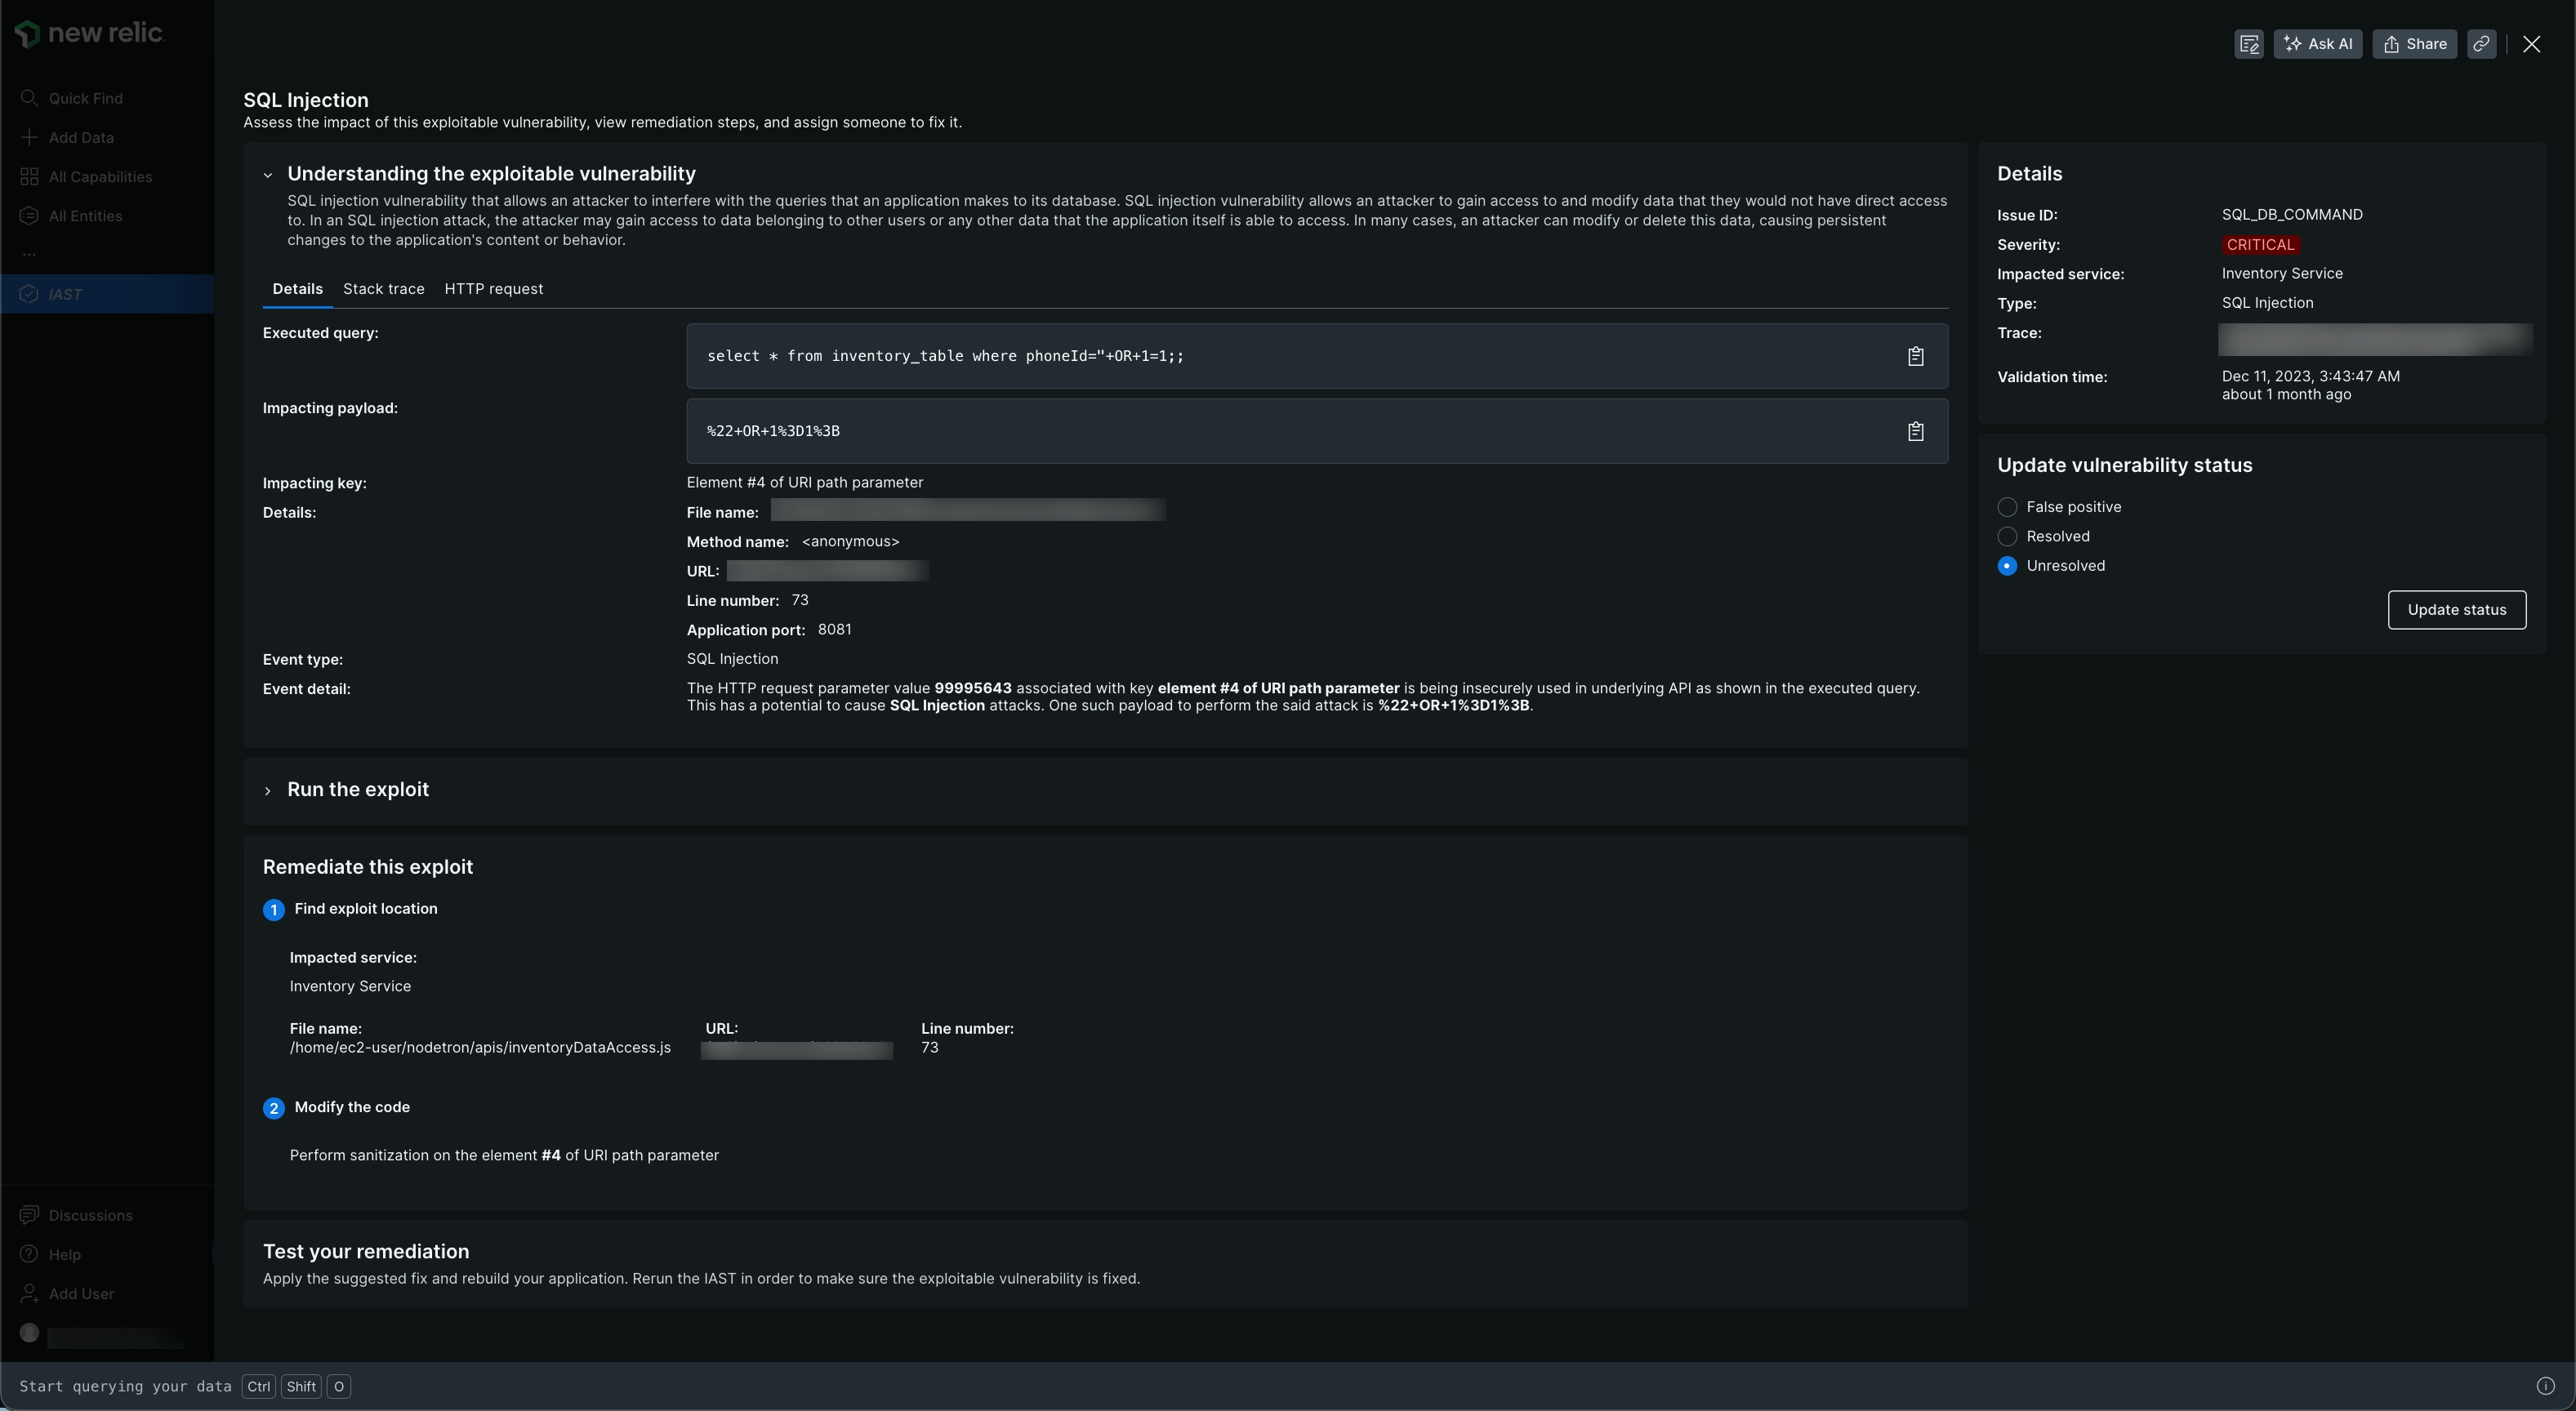 new relic.
Ask AI
Share
Quick Find
Add Data
All Capabilities
All Entities
...
IAST
SQL Injection
Assess the impact of this exploitable vulnerability, view remediation steps, and assign someone to fix it.
Understanding the exploitable vulnerability
SQL injection vulnerability that allows an attacker to interfere with the queries that an application makes to its database. SQL injection vulnerability allows an attacker to gain access to and modify data that they would not have direct access
to. In an SQL injection attack, the attacker may gain access to data belonging to other users or any other data that the application itself is able to access. In many cases, an attacker can modify or delete this data, causing persistent
changes to the application's content or behavior.
Details
Stack trace
HTTP request
Executed query:
select * from inventory_table where phoneId="+OR+1=1;;
Impacting payload:
%22+OR+1%3D1%3B
Impacting key:
Element #4 of URI path parameter
Details:
File name:
Method name: <anonymous>
URL:
Line number: 73
Application port: 8081
Event type:
SQL Injection
Event detail:
The HTTP request parameter value 99995643 associated with key element #4 of URI path parameter is being insecurely used in underlying API as shown in the executed query.
This has a potential to cause SQL Injection attacks. One such payload to perform the said attack is %22+OR+1%3D1%3B.
Run the exploit
Remediate this exploit
1 Find exploit location
Impacted service:
Inventory Service
File name:
/home/ec2-user/nodetron/apis/inventoryDataAccess.js
URL:
Line number:
73
2 Modify the code
Perform sanitization on the element #4 of URI path parameter
Test your remediation
Apply the suggested fix and rebuild your application. Rerun the IAST in order to make sure the exploitable vulnerability is fixed.
Details
Issue ID: SQL_DB_COMMAND
Severity: CRITICAL
Impacted service: Inventory Service
Type: SQL Injection
Trace:
Validation time: Dec 11, 2023, 3:43:47 AM
about 1 month ago
Update vulnerability status
False positive
Resolved
Unresolved
Update status
Discussions
Help
Add User
Start querying your data Ctrl Shift O